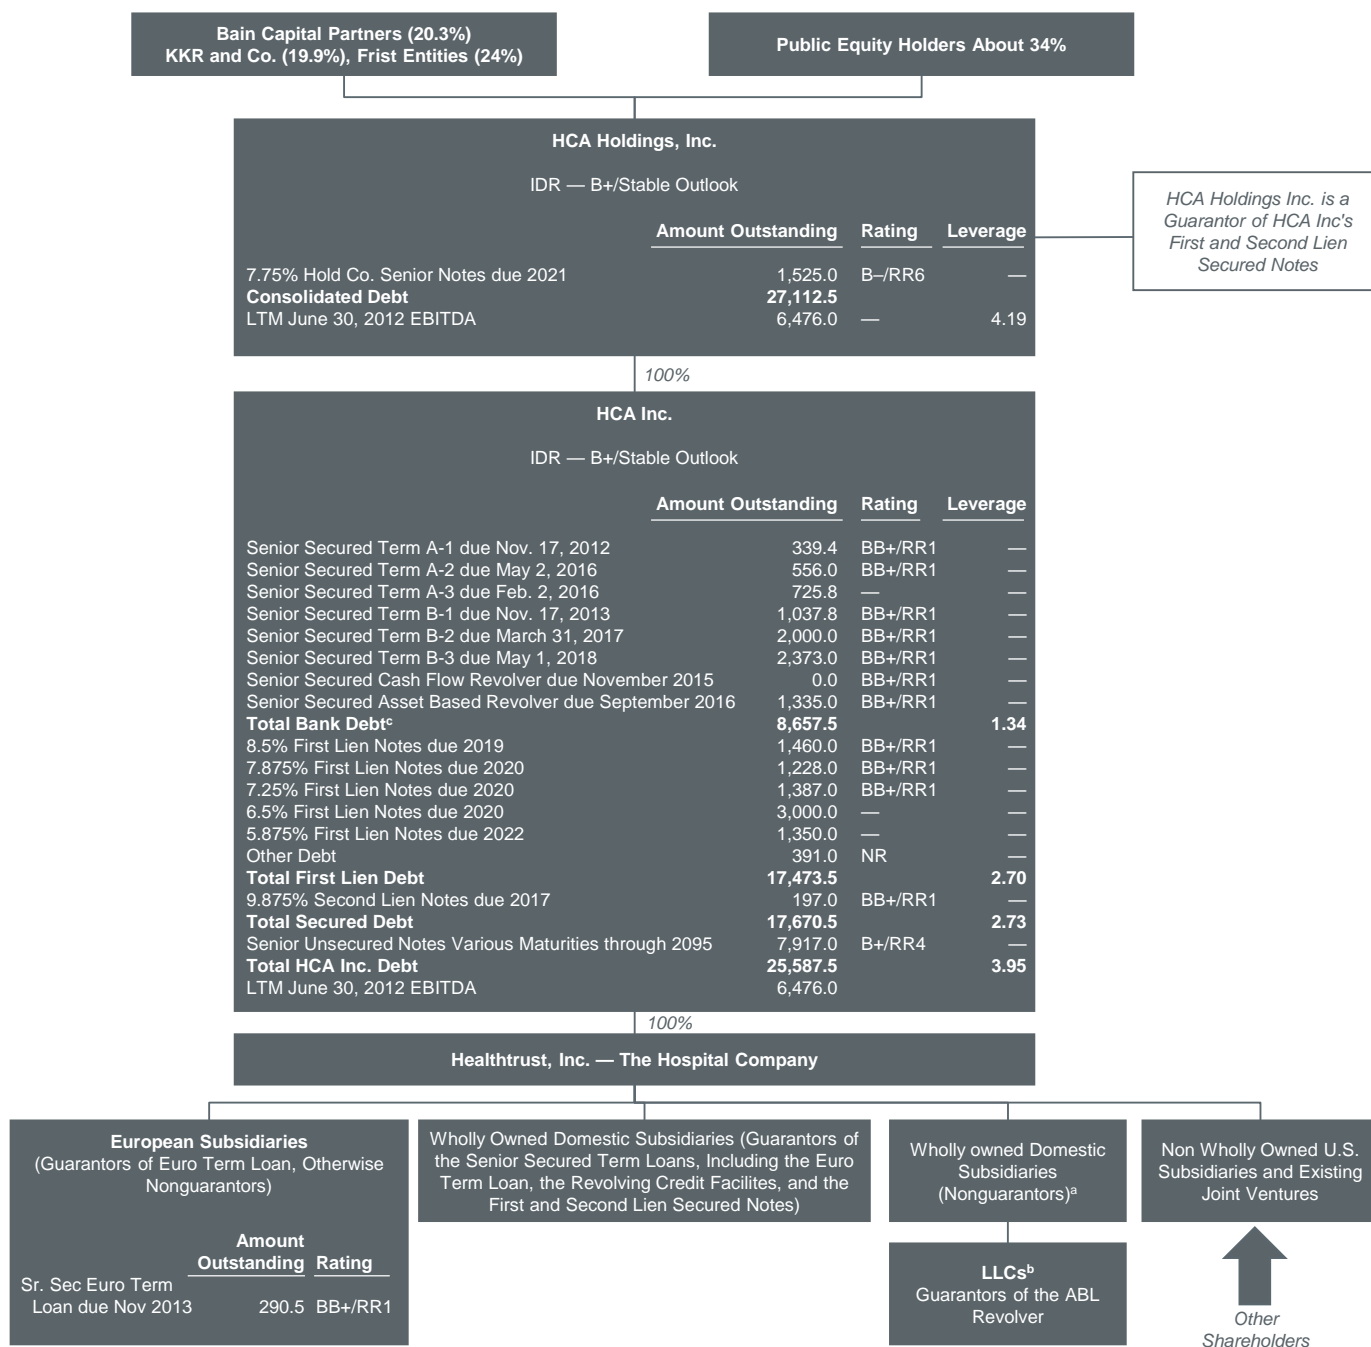 Bain Capital Partners (20.3%)
KKR and Co. (19.9%), Frist Entities (24%)
Public Equity Holders About 34%
HCA Holdings, Inc.
IDR — B+/Stable Outlook
Amount Outstanding Rating Leverage
7.75% Hold Co. Senior Notes due 2021 1,525.0 B–/RR6 —
Consolidated Debt 27,112.5
LTM June 30, 2012 EBITDA 6,476.0 — 4.19
HCA Holdings Inc. is a
Guarantor of HCA Inc's
First and Second Lien
Secured Notes
100%
HCA Inc.
IDR — B+/Stable Outlook
Amount Outstanding Rating Leverage
Senior Secured Term A-1 due Nov. 17, 2012 339.4 BB+/RR1 —
Senior Secured Term A-2 due May 2, 2016 556.0 BB+/RR1 —
Senior Secured Term A-3 due Feb. 2, 2016 725.8 — —
Senior Secured Term B-1 due Nov. 17, 2013 1,037.8 BB+/RR1 —
Senior Secured Term B-2 due March 31, 2017 2,000.0 BB+/RR1 —
Senior Secured Term B-3 due May 1, 2018 2,373.0 BB+/RR1 —
Senior Secured Cash Flow Revolver due November 2015 0.0 BB+/RR1 —
Senior Secured Asset Based Revolver due September 2016 1,335.0 BB+/RR1 —
Total Bank Debtᶜ 8,657.5 1.34
8.5% First Lien Notes due 2019 1,460.0 BB+/RR1 —
7.875% First Lien Notes due 2020 1,228.0 BB+/RR1 —
7.25% First Lien Notes due 2020 1,387.0 BB+/RR1 —
6.5% First Lien Notes due 2020 3,000.0 — —
5.875% First Lien Notes due 2022 1,350.0 — —
Other Debt 391.0 NR —
Total First Lien Debt 17,473.5 2.70
9.875% Second Lien Notes due 2017 197.0 BB+/RR1 —
Total Secured Debt 17,670.5 2.73
Senior Unsecured Notes Various Maturities through 2095 7,917.0 B+/RR4 —
Total HCA Inc. Debt 25,587.5 3.95
LTM June 30, 2012 EBITDA 6,476.0
100%
Healthtrust, Inc. — The Hospital Company
European Subsidiaries
(Guarantors of Euro Term Loan, Otherwise
Nonguarantors)
Amount
Outstanding Rating
Sr. Sec Euro Term
Loan due Nov 2013 290.5 BB+/RR1
Wholly Owned Domestic Subsidiaries (Guarantors of
the Senior Secured Term Loans, Including the Euro
Term Loan, the Revolving Credit Facilites, and the
First and Second Lien Secured Notes)
Wholly owned Domestic
Subsidiaries
(Nonguarantors)ᵃ
LLCsᵇ
Guarantors of the ABL
Revolver
Non Wholly Owned U.S.
Subsidiaries and Existing
Joint Ventures
Other
Shareholders